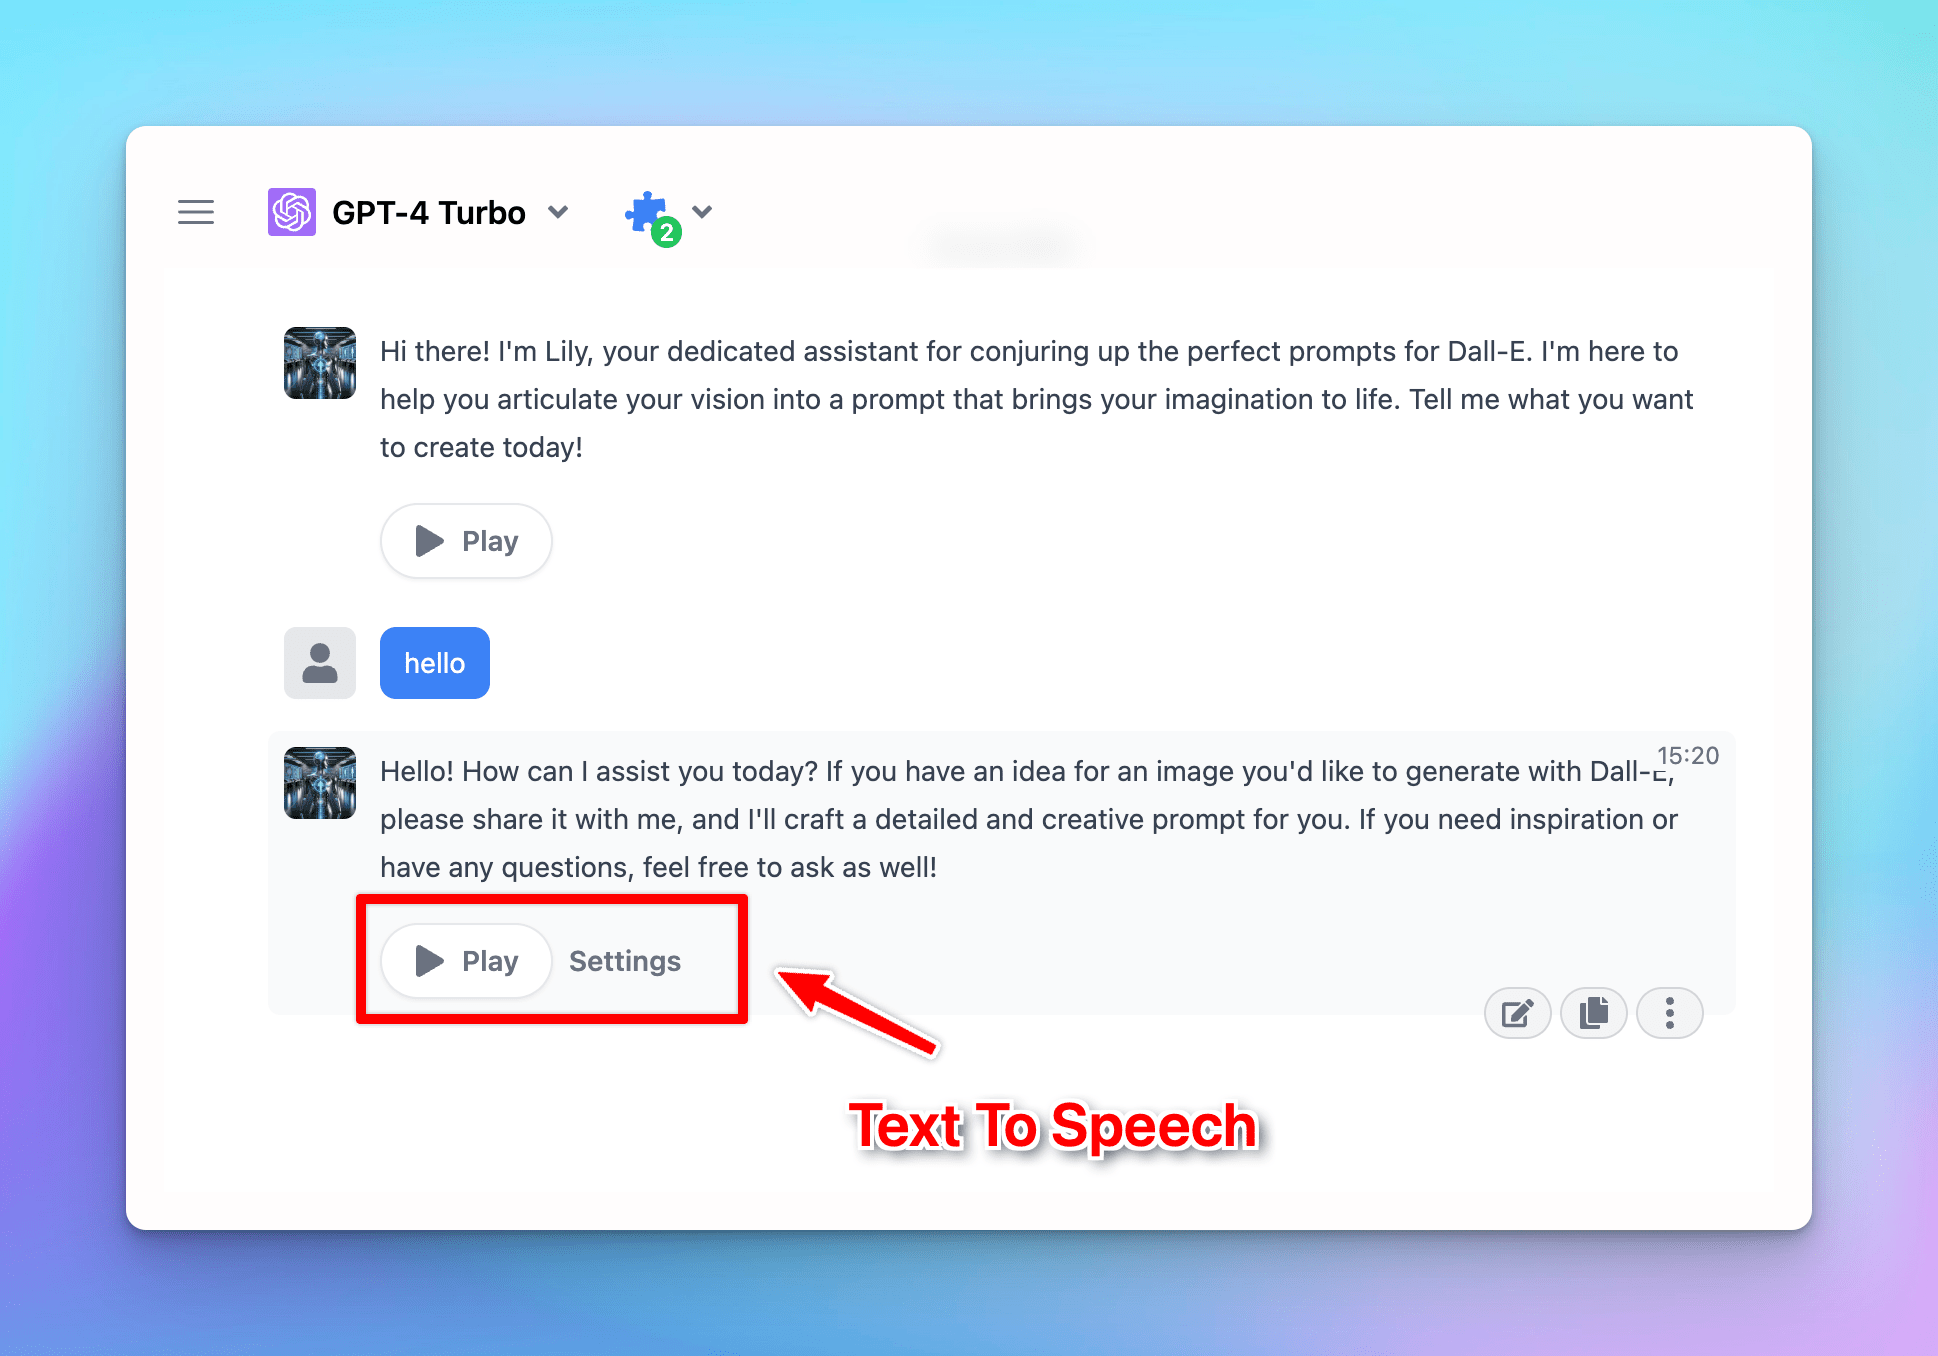 GPT-4 Turbo
2
Hi there! I'm Lily, your dedicated assistant for conjuring up the perfect prompts for Dall-E. I'm here to
help you articulate your vision into a prompt that brings your imagination to life. Tell me what you want
to create today!
Play
hello
15:20
Hello! How can I assist you today? If you have an idea for an image you'd like to generate with Dall-E,
please share it with me, and I'll craft a detailed and creative prompt for you. If you need inspiration or
have any questions, feel free to ask as well!
Play Settings
Text To Speech